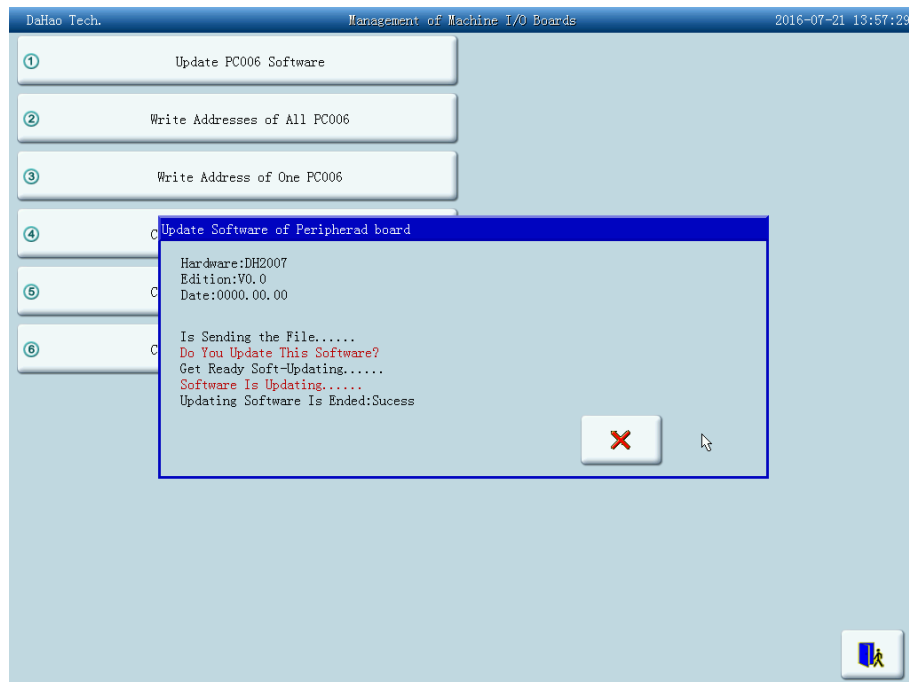 DaHao Tech. Management of Machine I/O Boards 2016-07-21 13:57:29
1 Update PC006 Software
2 Write Addresses of All PC006
3 Write Address of One PC006
4 C
5 C
6 C
Update Software of Peripherad board
Hardware:DH2007
Edition:V0.0
Date:0000.00.00
Is Sending the File......
Do You Update This Software?
Get Ready Soft-Updating......
Software Is Updating......
Updating Software Is Ended:Sucess